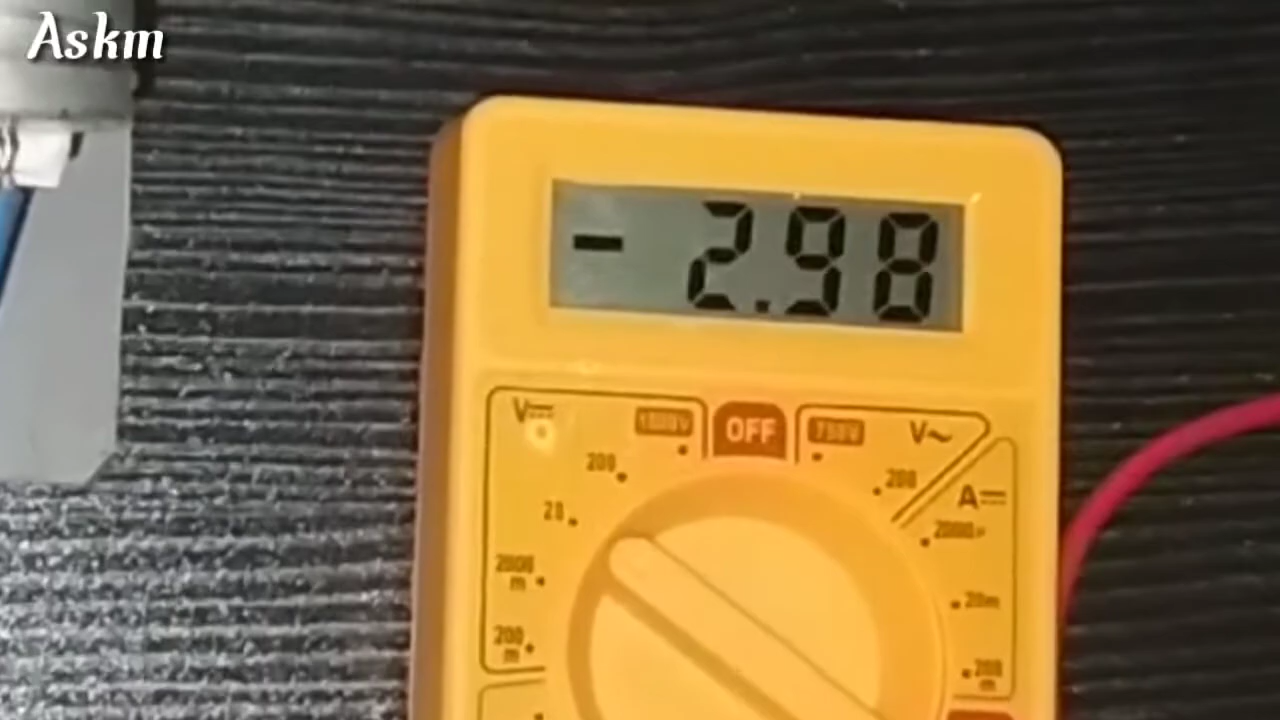 Askm
- 2.98
V⎓ 1000V OFF 750V V~
200 200
A⎓
20 2000µ
2000
m
20m
200
m
200
m